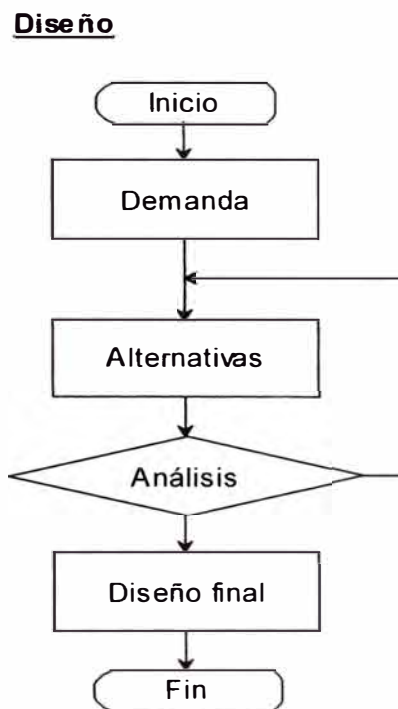 Diseño
Inicio
Demanda
Alternativas
Análisis
Diseño final
Fin